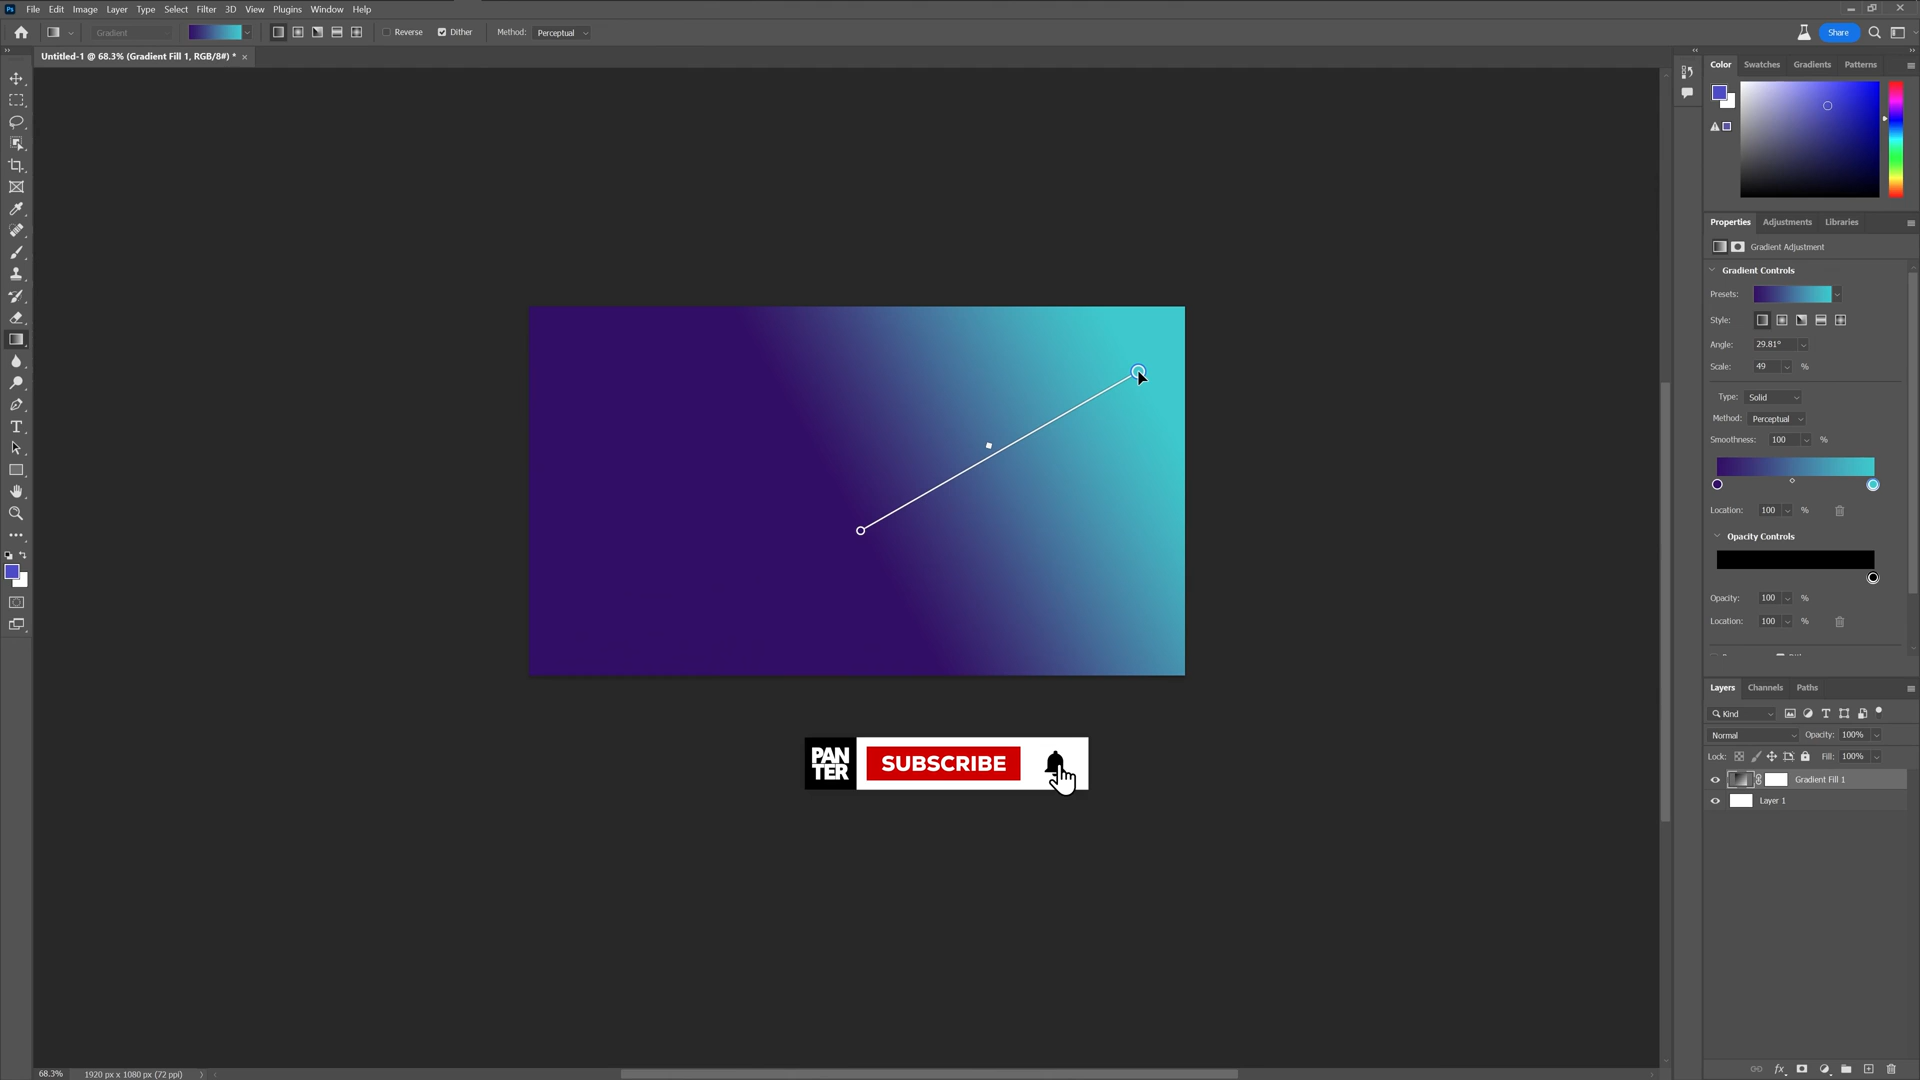 Ps File Edit Image Layer Type Select Filter 3D View Plugins Window Help
Gradient Reverse Dither Method: Perceptual Share
Untitled-1 @ 68.3% (Gradient Fill 1, RGB/8#) * ×
Color Swatches Gradients Patterns
Properties Adjustments Libraries
Gradient Adjustment
Gradient Controls
Presets:
Style:
Angle: 29.81°
Scale: 49 %
Type: Solid
Method: Perceptual
Smoothness: 100 %
Location: 100 %
Opacity Controls
Opacity: 100 %
Location: 100 %
Layers Channels Paths
Kind
Normal Opacity: 100%
Lock: Fill: 100%
Gradient Fill 1
Layer 1
PAN
TER
SUBSCRIBE
68.3% 1920 px x 1080 px (72 ppi)